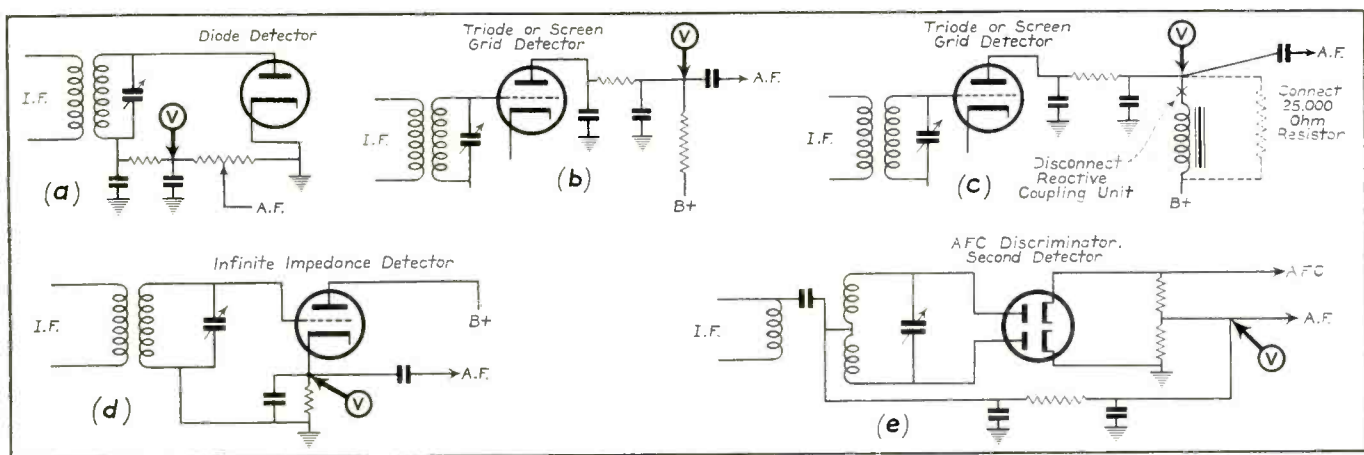 Diode Detector
I.F.
V
(a)
A.F.
Triode or Screen
Grid Detector
I.F.
V
A.F.
(b)
B+
Triode or Screen
Grid Detector
I.F.
V
A.F.
Connect
25,000
Ohm
Resistor
Disconnect
Reactive
Coupling Unit
(c)
B+
Infinite Impedance Detector
I.F.
B+
A.F.
V
(d)
AFC Discriminator.
Second Detector
I.F.
AFC
A.F.
V
(e)